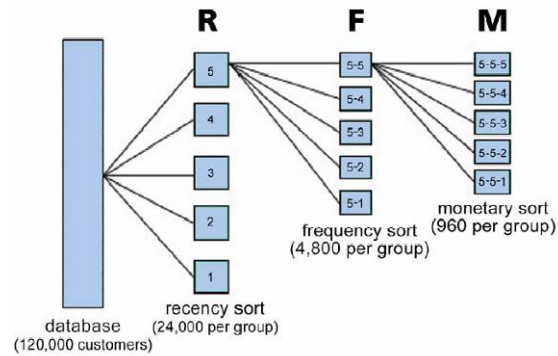 R F M
5
4
3
2
1
5-5
5-4
5-3
5-2
5-1
5-5-5
5-5-4
5-5-3
5-5-2
5-5-1
database
(120,000 customers)
recency sort
(24,000 per group)
frequency sort
(4,800 per group)
monetary sort
(960 per group)